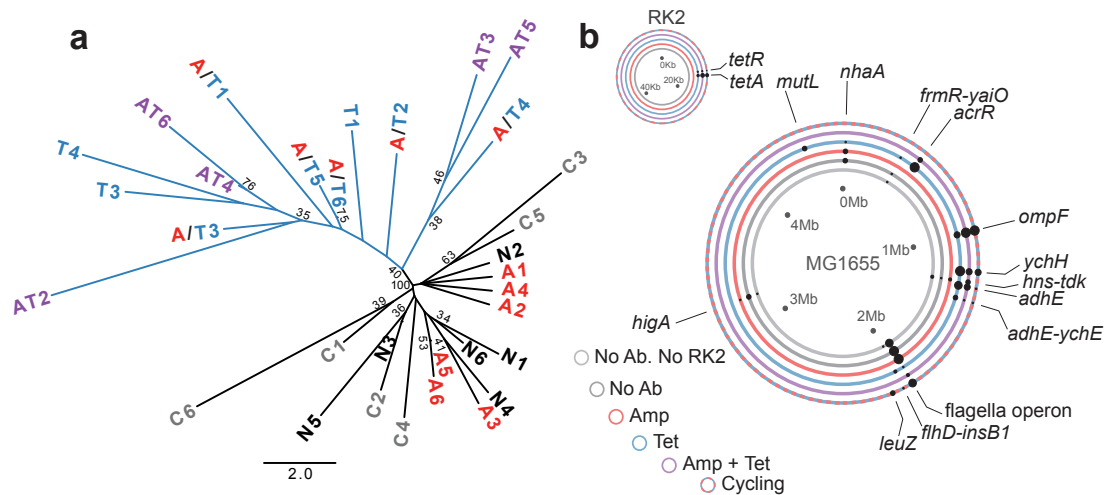 a
AT6
A/T1
T4
T3
AT4
76
A/T3
35
AT2
A/T5
A/T6
75
T1
A/T2
AT3
AT5
A/T4
46
38
40
100
C3
C5
63
N2
A1
A4
A2
39
36
C1
C6
N3
N5
C2
C4
53
41
34
A5
A6
N6
N1
N4
A3
2.0
b
RK2
0Kb
20Kb
40Kb
tetR
tetA
mutL
nhaA
frmR-yaiO
acrR
ompF
ychH
hns-tdk
adhE
adhE-ychE
flagella operon
flhD-insB1
leuZ
higA
0Mb
1Mb
2Mb
3Mb
4Mb
MG1655
No Ab. No RK2
No Ab
Amp
Tet
Amp + Tet
Cycling